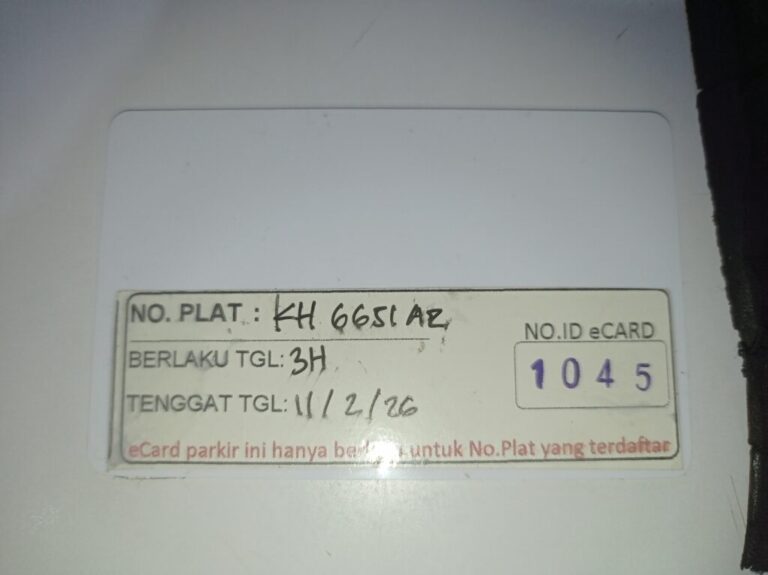 NO. PLAT : KH 6651 AZ
BERLAKU TGL: 3H
TENGGAT TGL: 11/2/26
NO.ID eCARD
1045
eCard parkir ini hanya untuk No.Plat yang terdaftar